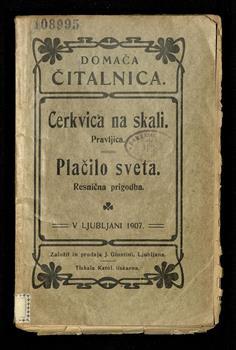 108995
DOMAČA
ČITALNICA.
Cerkvica na skali.
Pravljica.
Plačilo sveta.
Resnična prigodba.
V LJUBLJANI 1907.
Založil in prodaja J. Giontini, Ljubljana.
Tiskala Katol. tiskarna.